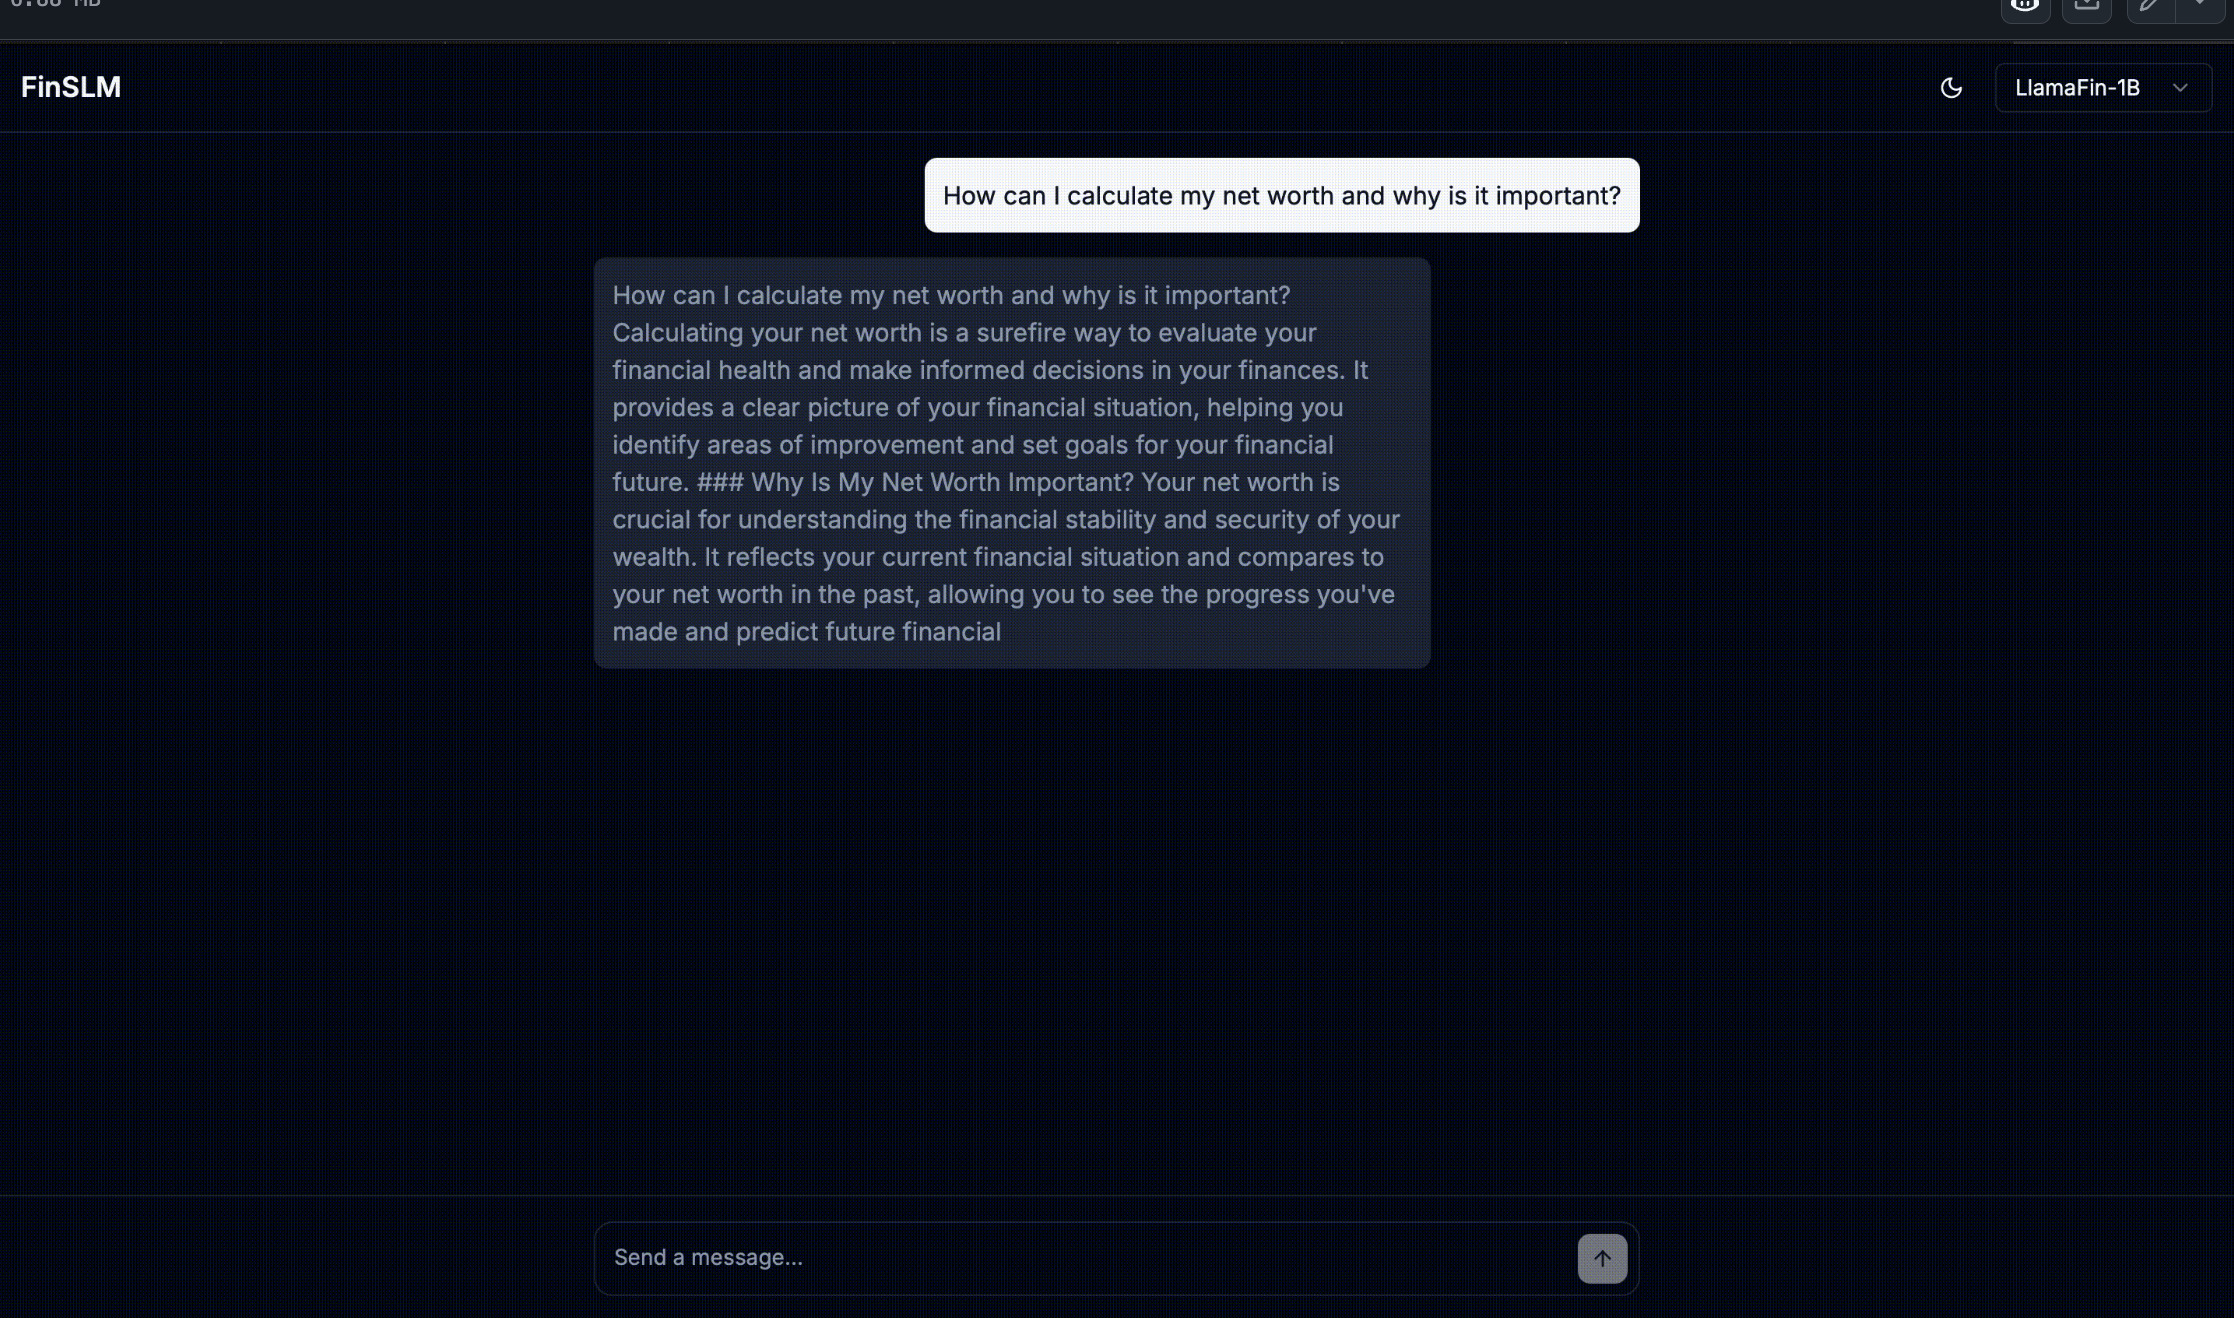 FinSLM
LlamaFin-1B
How can I calculate my net worth and why is it important?
How can I calculate my net worth and why is it important?
Calculating your net worth is a surefire way to evaluate your
financial health and make informed decisions in your finances. It
provides a clear picture of your financial situation, helping you
identify areas of improvement and set goals for your financial
future. ### Why Is My Net Worth Important? Your net worth is
crucial for understanding the financial stability and security of your
wealth. It reflects your current financial situation and compares to
your net worth in the past, allowing you to see the progress you've
made and predict future financial
Send a message...